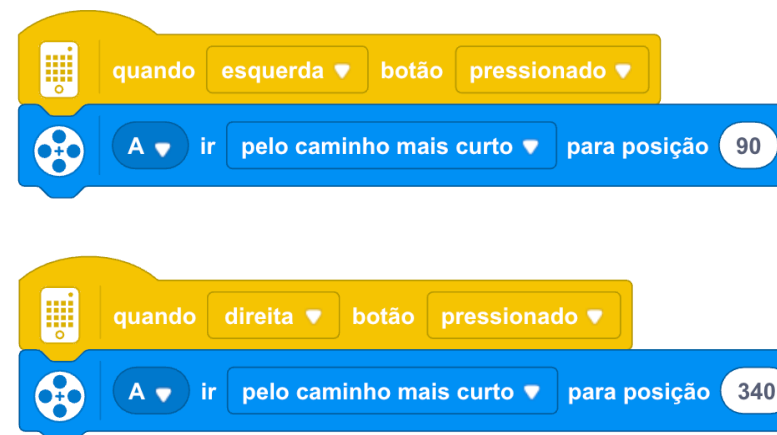 quando esquerda botão pressionado
A ir pelo caminho mais curto para posição 90
quando direita botão pressionado
A ir pelo caminho mais curto para posição 340